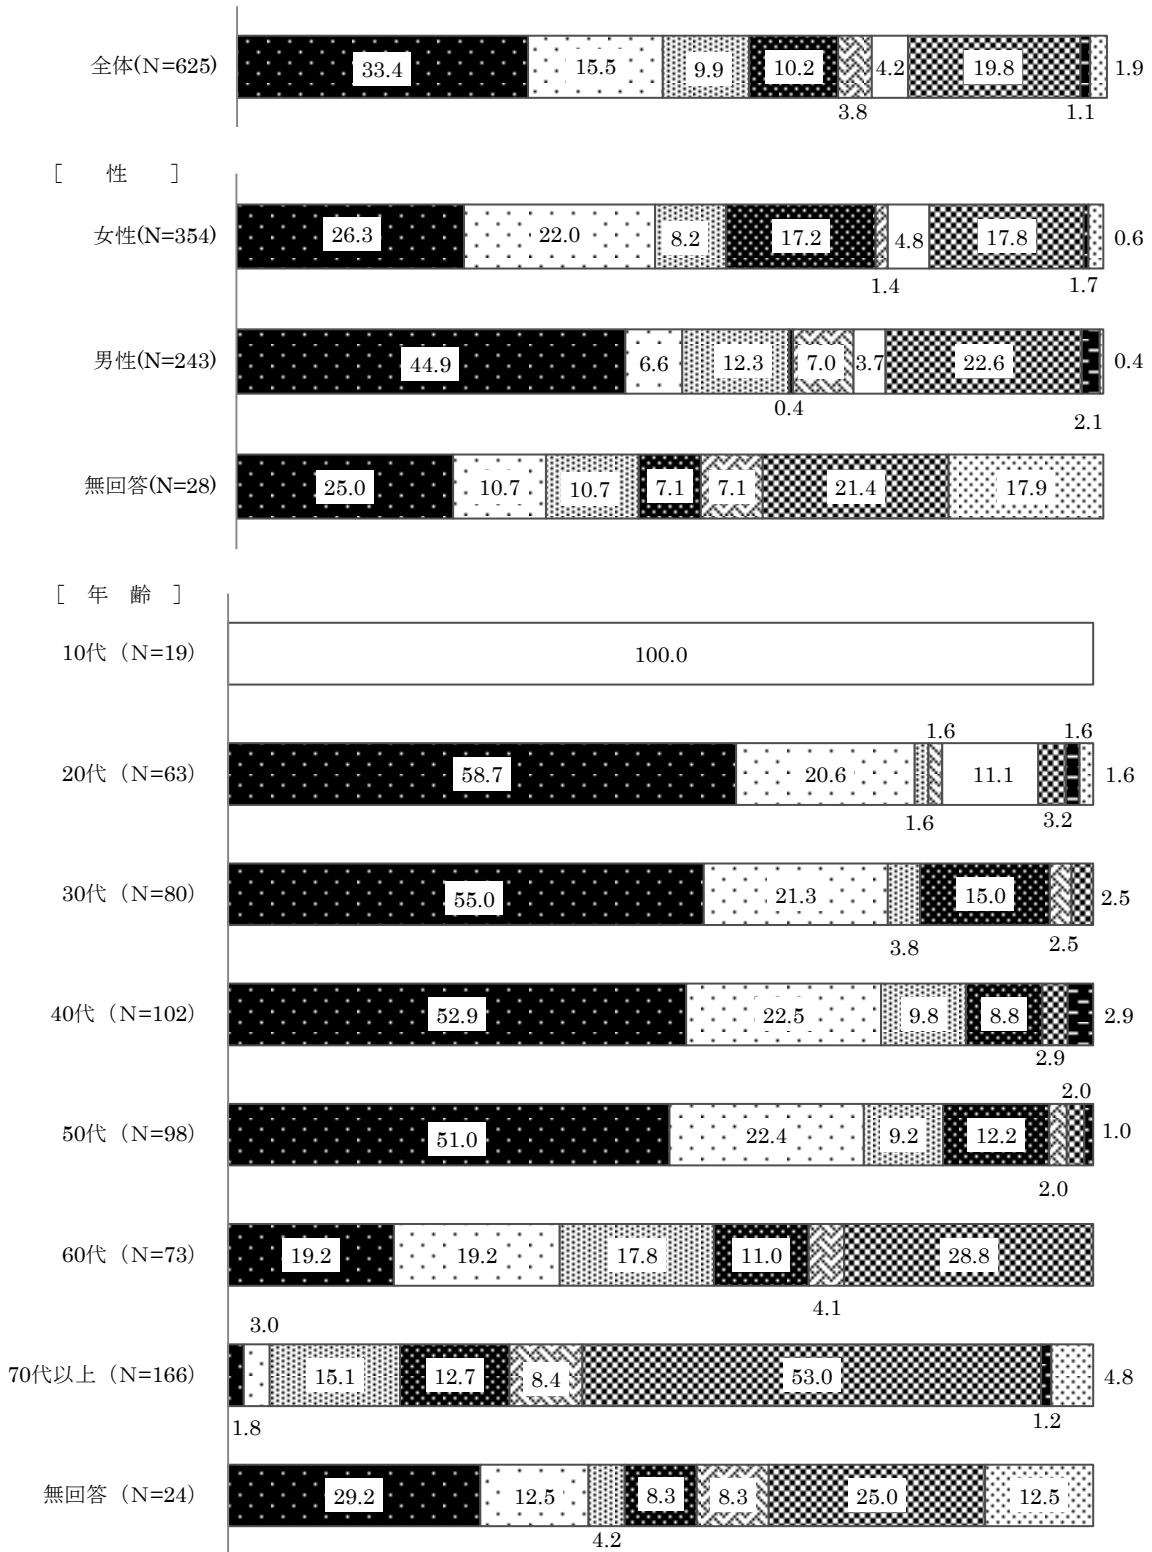 全体(N=625) 33.4 15.5 9.9 10.2 4.2 19.8 1.9
3.8 1.1
［ 性 ］
女性(N=354) 26.3 22.0 8.2 17.2 4.8 17.8 0.6
1.4 1.7
男性(N=243) 44.9 6.6 12.3 7.0 3.7 22.6 0.4
0.4 2.1
無回答(N=28) 25.0 10.7 10.7 7.1 7.1 21.4 17.9
［ 年 齢 ］
10代（N=19） 100.0
1.6 1.6
20代（N=63） 58.7 20.6 11.1 1.6
1.6 3.2
30代（N=80） 55.0 21.3 15.0 2.5
3.8 2.5
40代（N=102） 52.9 22.5 9.8 8.8 2.9
2.9
2.0
50代（N=98） 51.0 22.4 9.2 12.2 1.0
2.0
60代（N=73） 19.2 19.2 17.8 11.0 28.8
4.1
3.0
70代以上（N=166） 15.1 12.7 8.4 53.0 4.8
1.8 1.2
無回答（N=24） 29.2 12.5 8.3 8.3 25.0 12.5
4.2